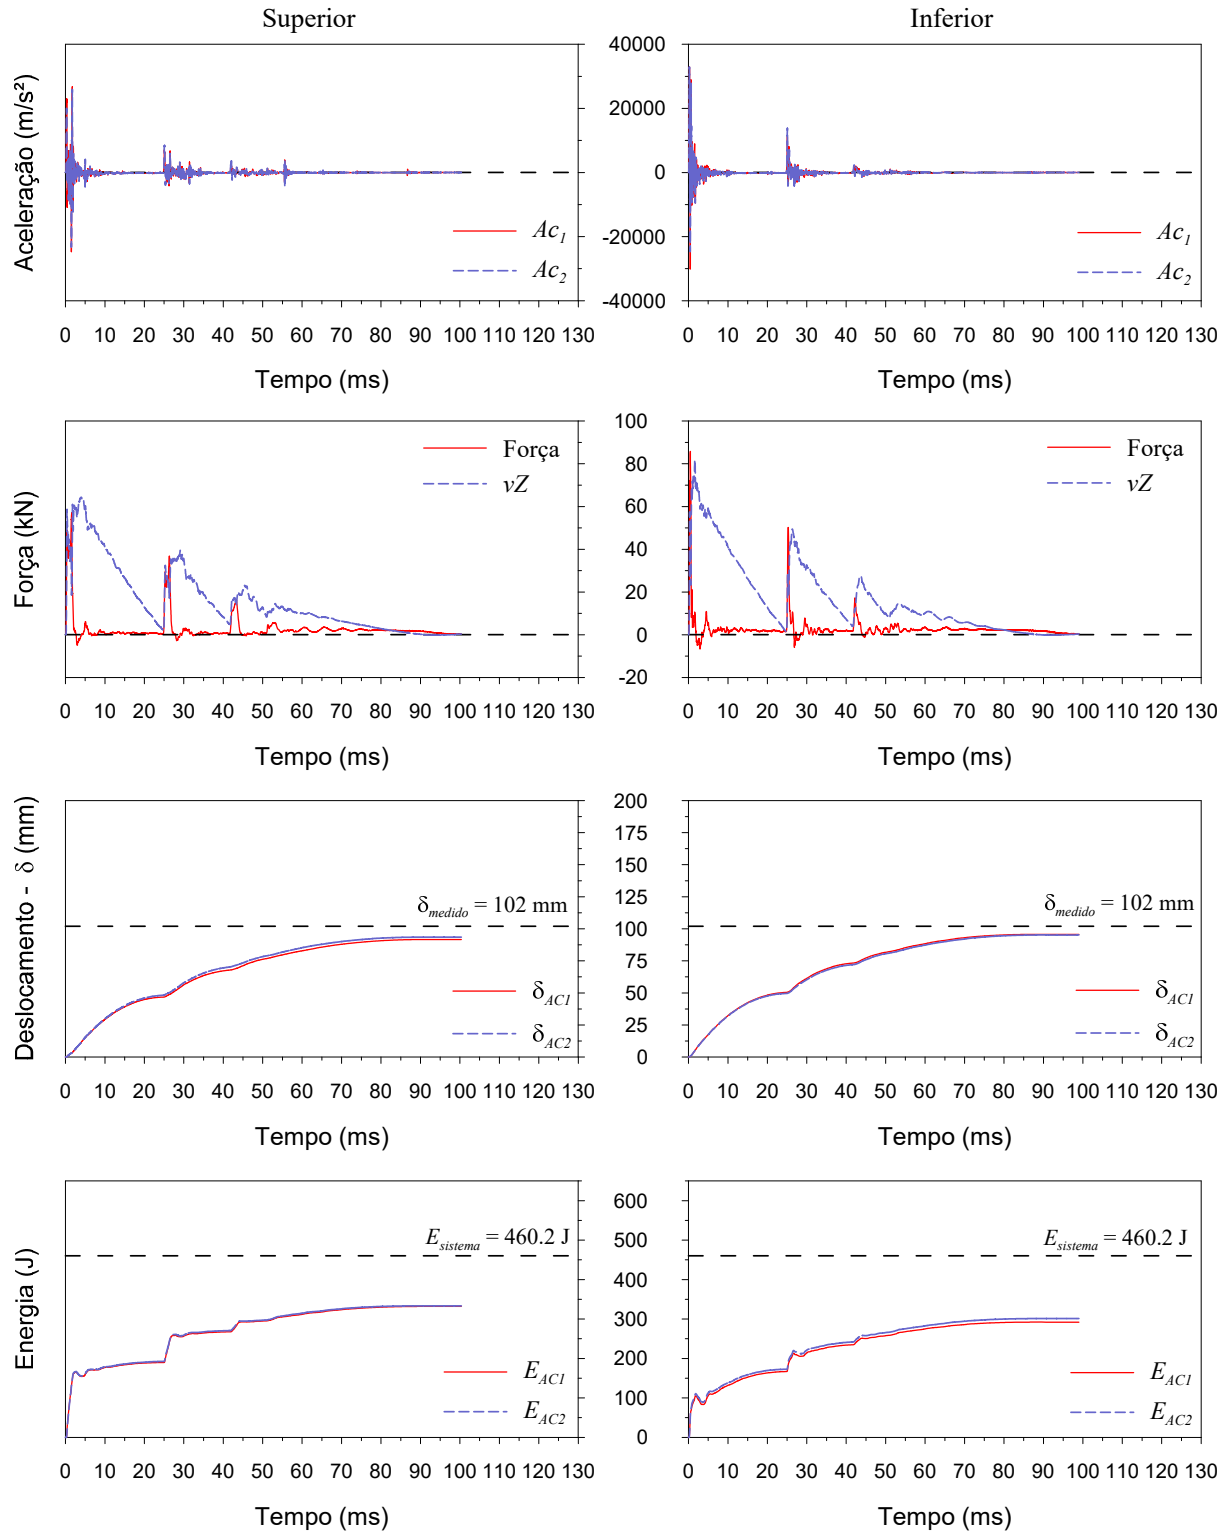 Superior
Inferior
Aceleração (m/s²)
40000
20000
0
-20000
-40000
Ac1
Ac2
Ac1
Ac2
0 10 20 30 40 50 60 70 80 90 100 110 120 130
0 10 20 30 40 50 60 70 80 90 100 110 120 130
Tempo (ms)
Tempo (ms)
Força (kN)
100
80
60
40
20
0
-20
Força
vZ
Força
vZ
0 10 20 30 40 50 60 70 80 90 100 110 120 130
0 10 20 30 40 50 60 70 80 90 100 110 120 130
Tempo (ms)
Tempo (ms)
Deslocamento - δ (mm)
200
175
150
125
100
75
50
25
0
δmedido = 102 mm
δmedido = 102 mm
δAC1
δAC2
δAC1
δAC2
0 10 20 30 40 50 60 70 80 90 100 110 120 130
0 10 20 30 40 50 60 70 80 90 100 110 120 130
Tempo (ms)
Tempo (ms)
Energia (J)
600
500
400
300
200
100
0
Esistema = 460.2 J
Esistema = 460.2 J
EAC1
EAC2
EAC1
EAC2
0 10 20 30 40 50 60 70 80 90 100 110 120 130
0 10 20 30 40 50 60 70 80 90 100 110 120 130
Tempo (ms)
Tempo (ms)